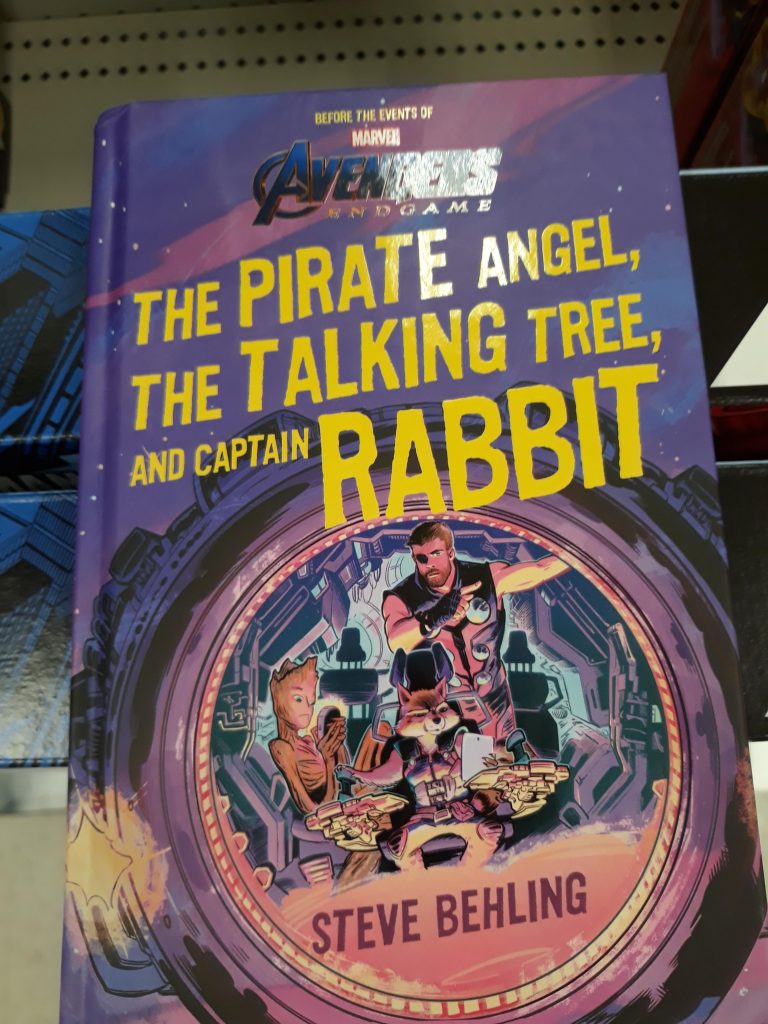 BEFORE THE EVENTS OF
MARVEL
AVENGERS
ENDGAME
THE PIRATE ANGEL,
THE TALKING TREE,
AND CAPTAIN RABBIT
STEVE BEHLING